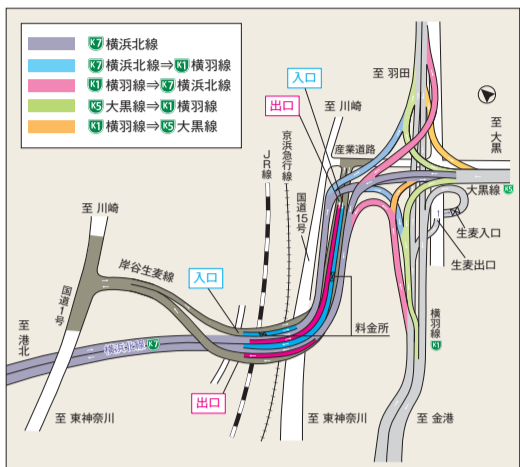 K7 横浜北線
K7 横浜北線⇒K1 横羽線
K1 横羽線⇒K7 横浜北線
K5 大黒線⇒K1 横羽線
K1 横羽線⇒K5 大黒線
入口
出口
至 羽田
至 川崎
至 大黒
産業道路
大黒線 K5
生麦入口
生麦出口
京浜急行線
JR線
国道15号
至 川崎
岸谷生麦線
国道1号
入口
料金所
横羽線 K1
至 港北
横浜北線 K7
出口
至 東神奈川
至 東神奈川
至 金港